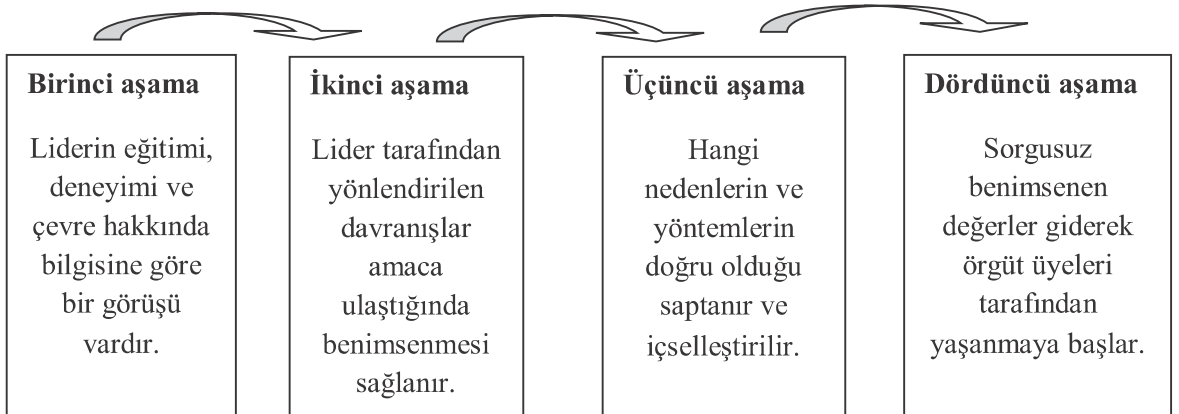 Birinci aşama
Liderin eğitimi,
deneyimi ve
çevre hakkında
bilgisine göre
bir görüşü
vardır.
İkinci aşama
Lider tarafından
yönlendirilen
davranışlar
amaca
ulaştığında
benimsenmesi
sağlanır.
Üçüncü aşama
Hangi
nedenlerin ve
yöntemlerin
doğru olduğu
saptanır ve
içselleştirilir.
Dördüncü aşama
Sorgusuz
benimsenen
değerler giderek
örgüt üyeleri
tarafından
yaşanmaya başlar.